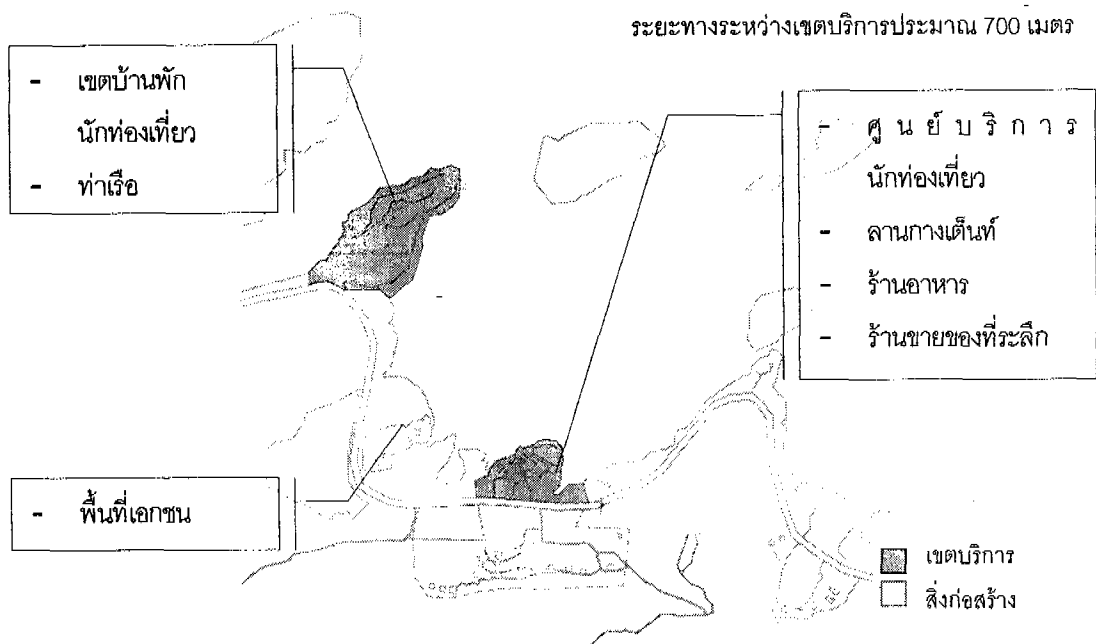 ระยะทางระหว่างเขตบริการประมาณ 700 เมตร
- เขตบ้านพัก
นักท่องเที่ยว
- ท่าเรือ
- ศูนย์บริการ
นักท่องเที่ยว
- ลานกางเต็นท์
- ร้านอาหาร
- ร้านขายของที่ระลึก
- พื้นที่เอกชน
เขตบริการ
สิ่งก่อสร้าง